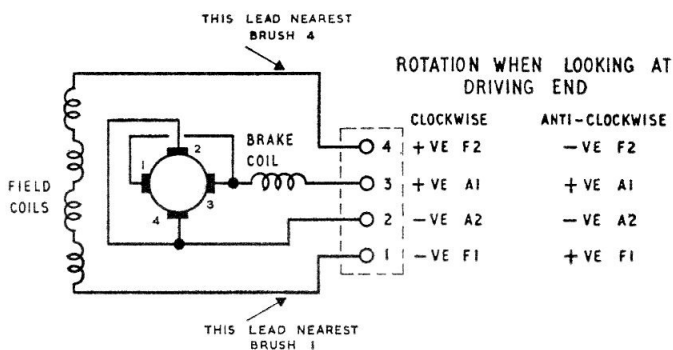 THIS LEAD NEAREST
BRUSH 4
ROTATION WHEN LOOKING AT
DRIVING END
CLOCKWISE ANTI-CLOCKWISE
FIELD
COILS
BRAKE
COIL
1
2
3
4
4 +VE F2 -VE F2
3 +VE A1 +VE A1
2 -VE A2 -VE A2
1 -VE F1 +VE F1
THIS LEAD NEAREST
BRUSH 1